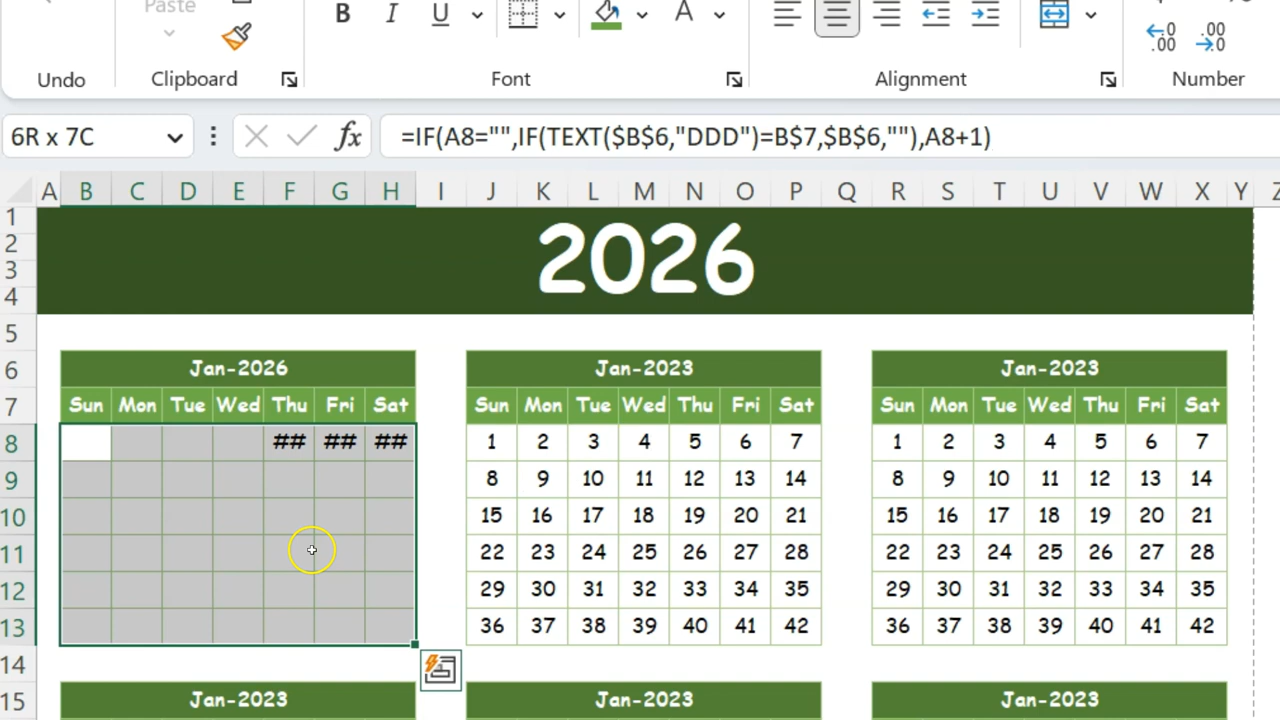 Paste
B I U A
.00 .00
Undo Clipboard Font Alignment Number
6R x 7C fx =IF(A8="",IF(TEXT($B$6,"DDD")=B$7,$B$6,""),A8+1)
A B C D E F G H I J K L M N O P Q R S T U V W X Y Z
1
2 2026
3
4
5
6 Jan-2026 Jan-2023 Jan-2023
7 Sun Mon Tue Wed Thu Fri Sat Sun Mon Tue Wed Thu Fri Sat Sun Mon Tue Wed Thu Fri Sat
8 ## ## ## 1 2 3 4 5 6 7 1 2 3 4 5 6 7
9 8 9 10 11 12 13 14 8 9 10 11 12 13 14
10 15 16 17 18 19 20 21 15 16 17 18 19 20 21
11 22 23 24 25 26 27 28 22 23 24 25 26 27 28
12 29 30 31 32 33 34 35 29 30 31 32 33 34 35
13 36 37 38 39 40 41 42 36 37 38 39 40 41 42
14
15 Jan-2023 Jan-2023 Jan-2023